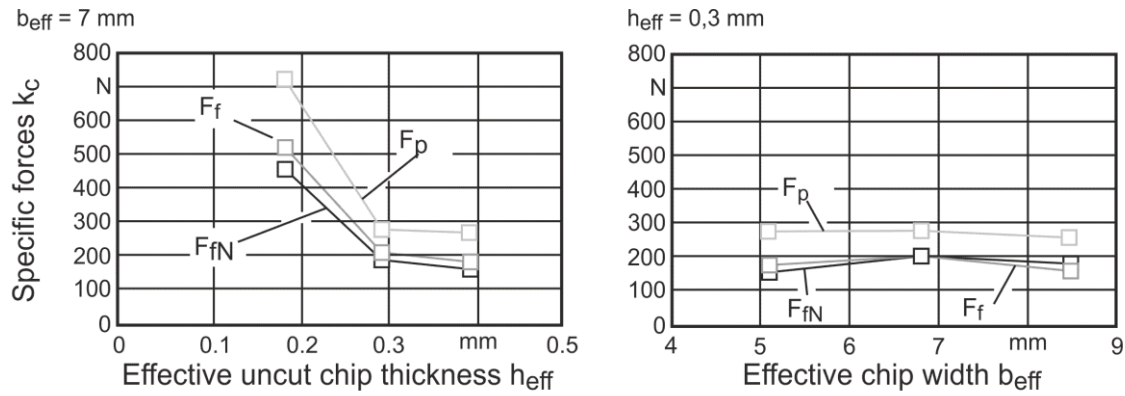 b_eff = 7 mm
Specific forces k_c
800
N
600
500
400
300
200
100
0
F_f
F_p
F_fN
0 0.1 0.2 0.3 mm 0.5
Effective uncut chip thickness h_eff
h_eff = 0,3 mm
800
N
600
500
400
300
200
100
0
F_p
F_fN
F_f
4 5 6 7 mm 9
Effective chip width b_eff